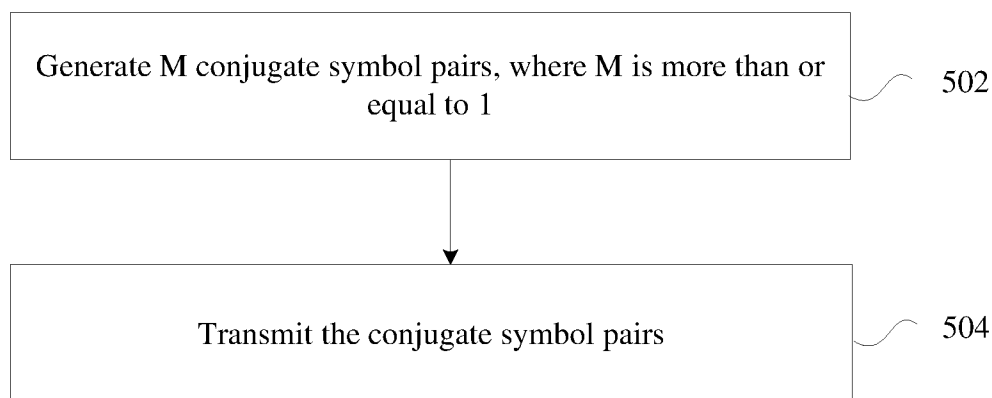 Generate M conjugate symbol pairs, where M is more than or
equal to 1
502
Transmit the conjugate symbol pairs
504